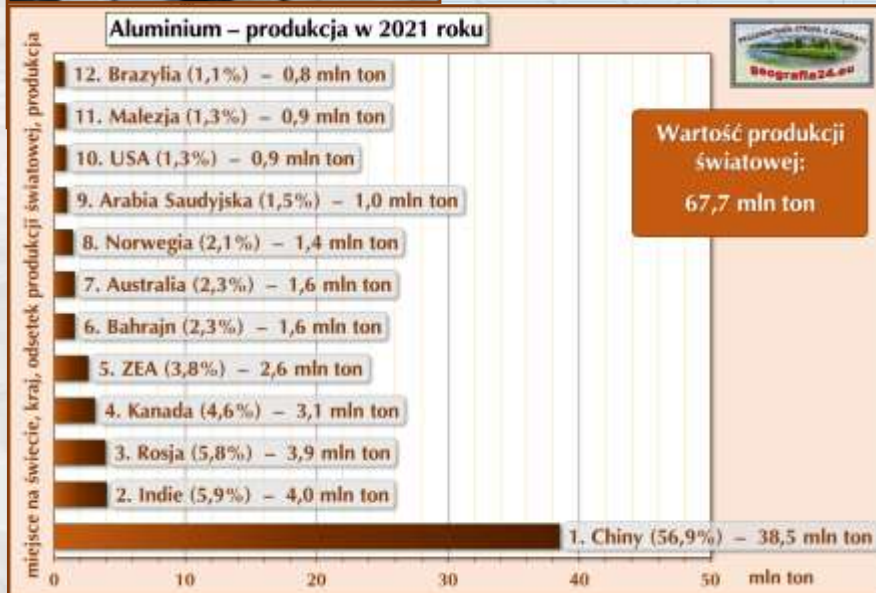 Aluminium – produkcja w 2021 roku
Geografia24.eu
miejsce na świecie, kraj, odsetek produkcji światowej, produkcja
12. Brazylia (1,1%) – 0,8 mln ton
11. Malezja (1,3%) – 0,9 mln ton
10. USA (1,3%) – 0,9 mln ton
9. Arabia Saudyjska (1,5%) – 1,0 mln ton
8. Norwegia (2,1%) – 1,4 mln ton
7. Australia (2,3%) – 1,6 mln ton
6. Bahrajn (2,3%) – 1,6 mln ton
5. ZEA (3,8%) – 2,6 mln ton
4. Kanada (4,6%) – 3,1 mln ton
3. Rosja (5,8%) – 3,9 mln ton
2. Indie (5,9%) – 4,0 mln ton
1. Chiny (56,9%) – 38,5 mln ton
Wartość produkcji
światowej:
67,7 mln ton
0 10 20 30 40 50 mln ton